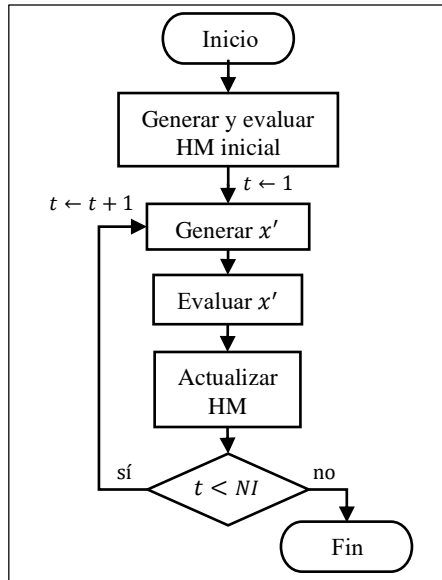 Inicio
Generar y evaluar
HM inicial
𝑡 ← 1
𝑡 ← 𝑡 + 1
Generar 𝑥′
Evaluar 𝑥′
Actualizar
HM
sí
𝑡 < 𝑁𝐼
no
Fin